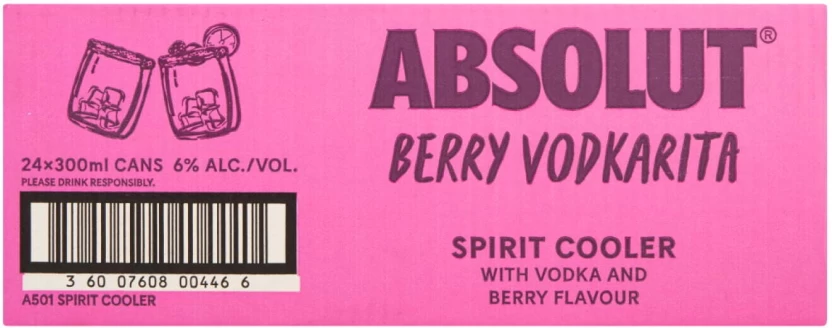 ABSOLUT®
BERRY VODKARITA
24×300ml CANS 6% ALC./VOL.
PLEASE DRINK RESPONSIBLY.
3 60 07608 00446 6
A501 SPIRIT COOLER
SPIRIT COOLER
WITH VODKA AND
BERRY FLAVOUR